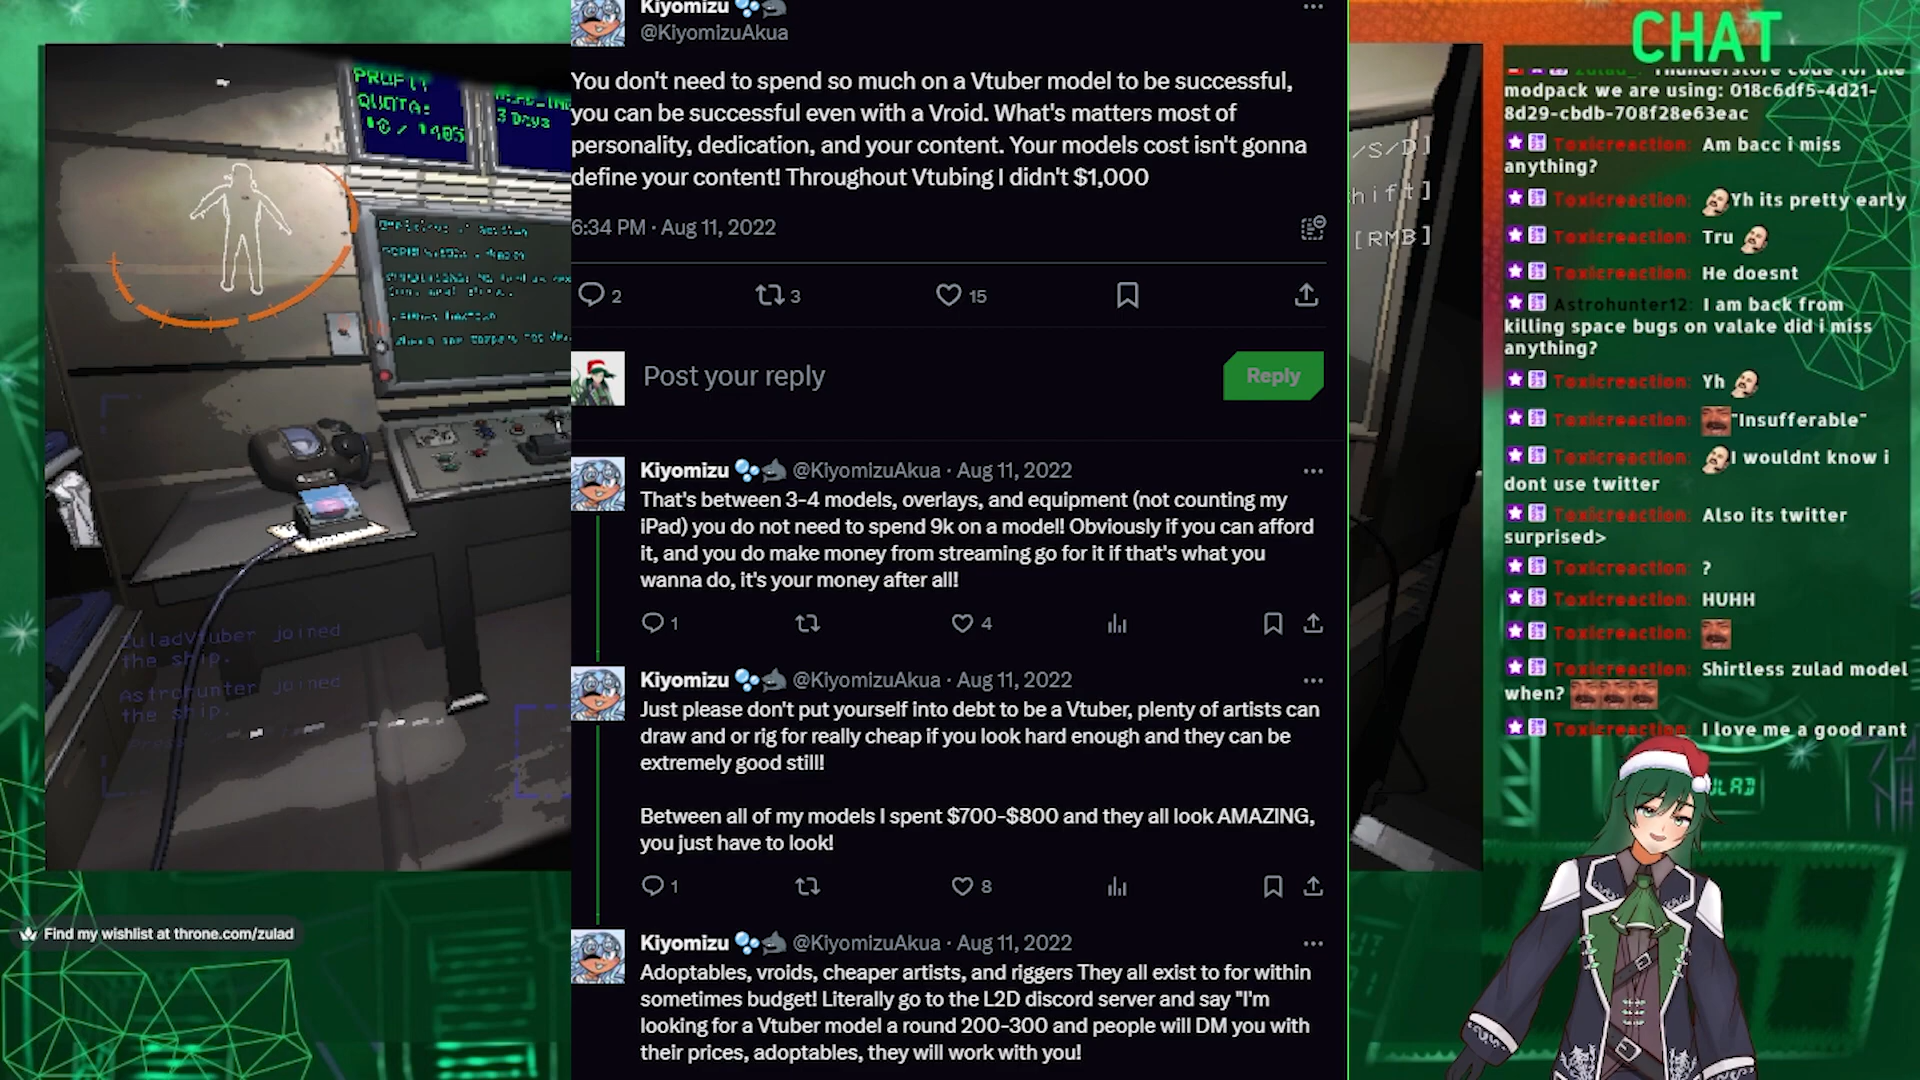 PROFIT
QUOTA:
3 Days
ZuladVtuber joined
the ship.
Astrohunter joined
the ship.
Find my wishlist at throne.com/zulad
Kiyomizu
@KiyomizuAkua
You don't need to spend so much on a Vtuber model to be successful,
you can be successful even with a Vroid. What's matters most of
personality, dedication, and your content. Your models cost isn't gonna
define your content! Throughout Vtubing I didn't $1,000
6:34 PM · Aug 11, 2022
2
3
15
Post your reply
Reply
Kiyomizu @KiyomizuAkua · Aug 11, 2022
That's between 3-4 models, overlays, and equipment (not counting my
iPad) you do not need to spend 9k on a model! Obviously if you can afford
it, and you do make money from streaming go for it if that's what you
wanna do, it's your money after all!
1
4
Kiyomizu @KiyomizuAkua · Aug 11, 2022
Just please don't put yourself into debt to be a Vtuber, plenty of artists can
draw and or rig for really cheap if you look hard enough and they can be
extremely good still!
Between all of my models I spent $700-$800 and they all look AMAZING,
you just have to look!
1
8
Kiyomizu @KiyomizuAkua · Aug 11, 2022
Adoptables, vroids, cheaper artists, and riggers They all exist to for within
sometimes budget! Literally go to the L2D discord server and say "I'm
looking for a Vtuber model a round 200-300 and people will DM you with
their prices, adoptables, they will work with you!
/S/D]
hift]
[RMB]
CHAT
Thunderstore code for the
modpack we are using: 018c6df5-4d21-
8d29-cbdb-708f28e63eac
Toxicreaction: Am bacc i miss
anything?
Toxicreaction: Yh its pretty early
Toxicreaction: Tru
Toxicreaction: He doesnt
Astrohunter12: I am back from
killing space bugs on valake did i miss
anything?
Toxicreaction: Yh
Toxicreaction: "Insufferable"
Toxicreaction: I wouldnt know i
dont use twitter
Toxicreaction: Also its twitter
surprised>
Toxicreaction: ?
Toxicreaction: HUHH
Toxicreaction:
Toxicreaction: Shirtless zulad model
when?
Toxicreaction: I love me a good rant